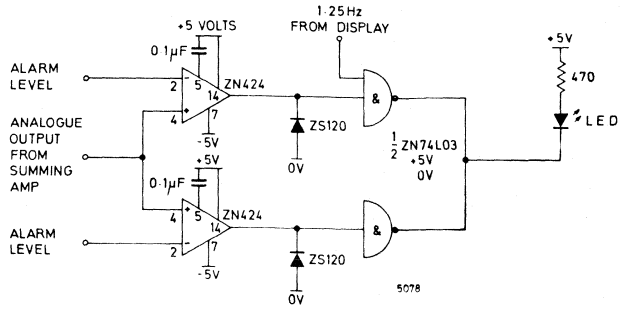 1·25Hz
FROM DISPLAY
+5 VOLTS
0·1µF
5
ZN424
14
2
+
4
7
-5V
ALARM
LEVEL
ANALOGUE
OUTPUT
FROM
SUMMING
AMP
ZS120
0V
&
1/2 ZN74L03
+5V
0V
+5V
470
LED
+5V
0·1µF
5
ZN424
14
4
+
2
-
7
-5V
ALARM
LEVEL
ZS120
0V
&
5078